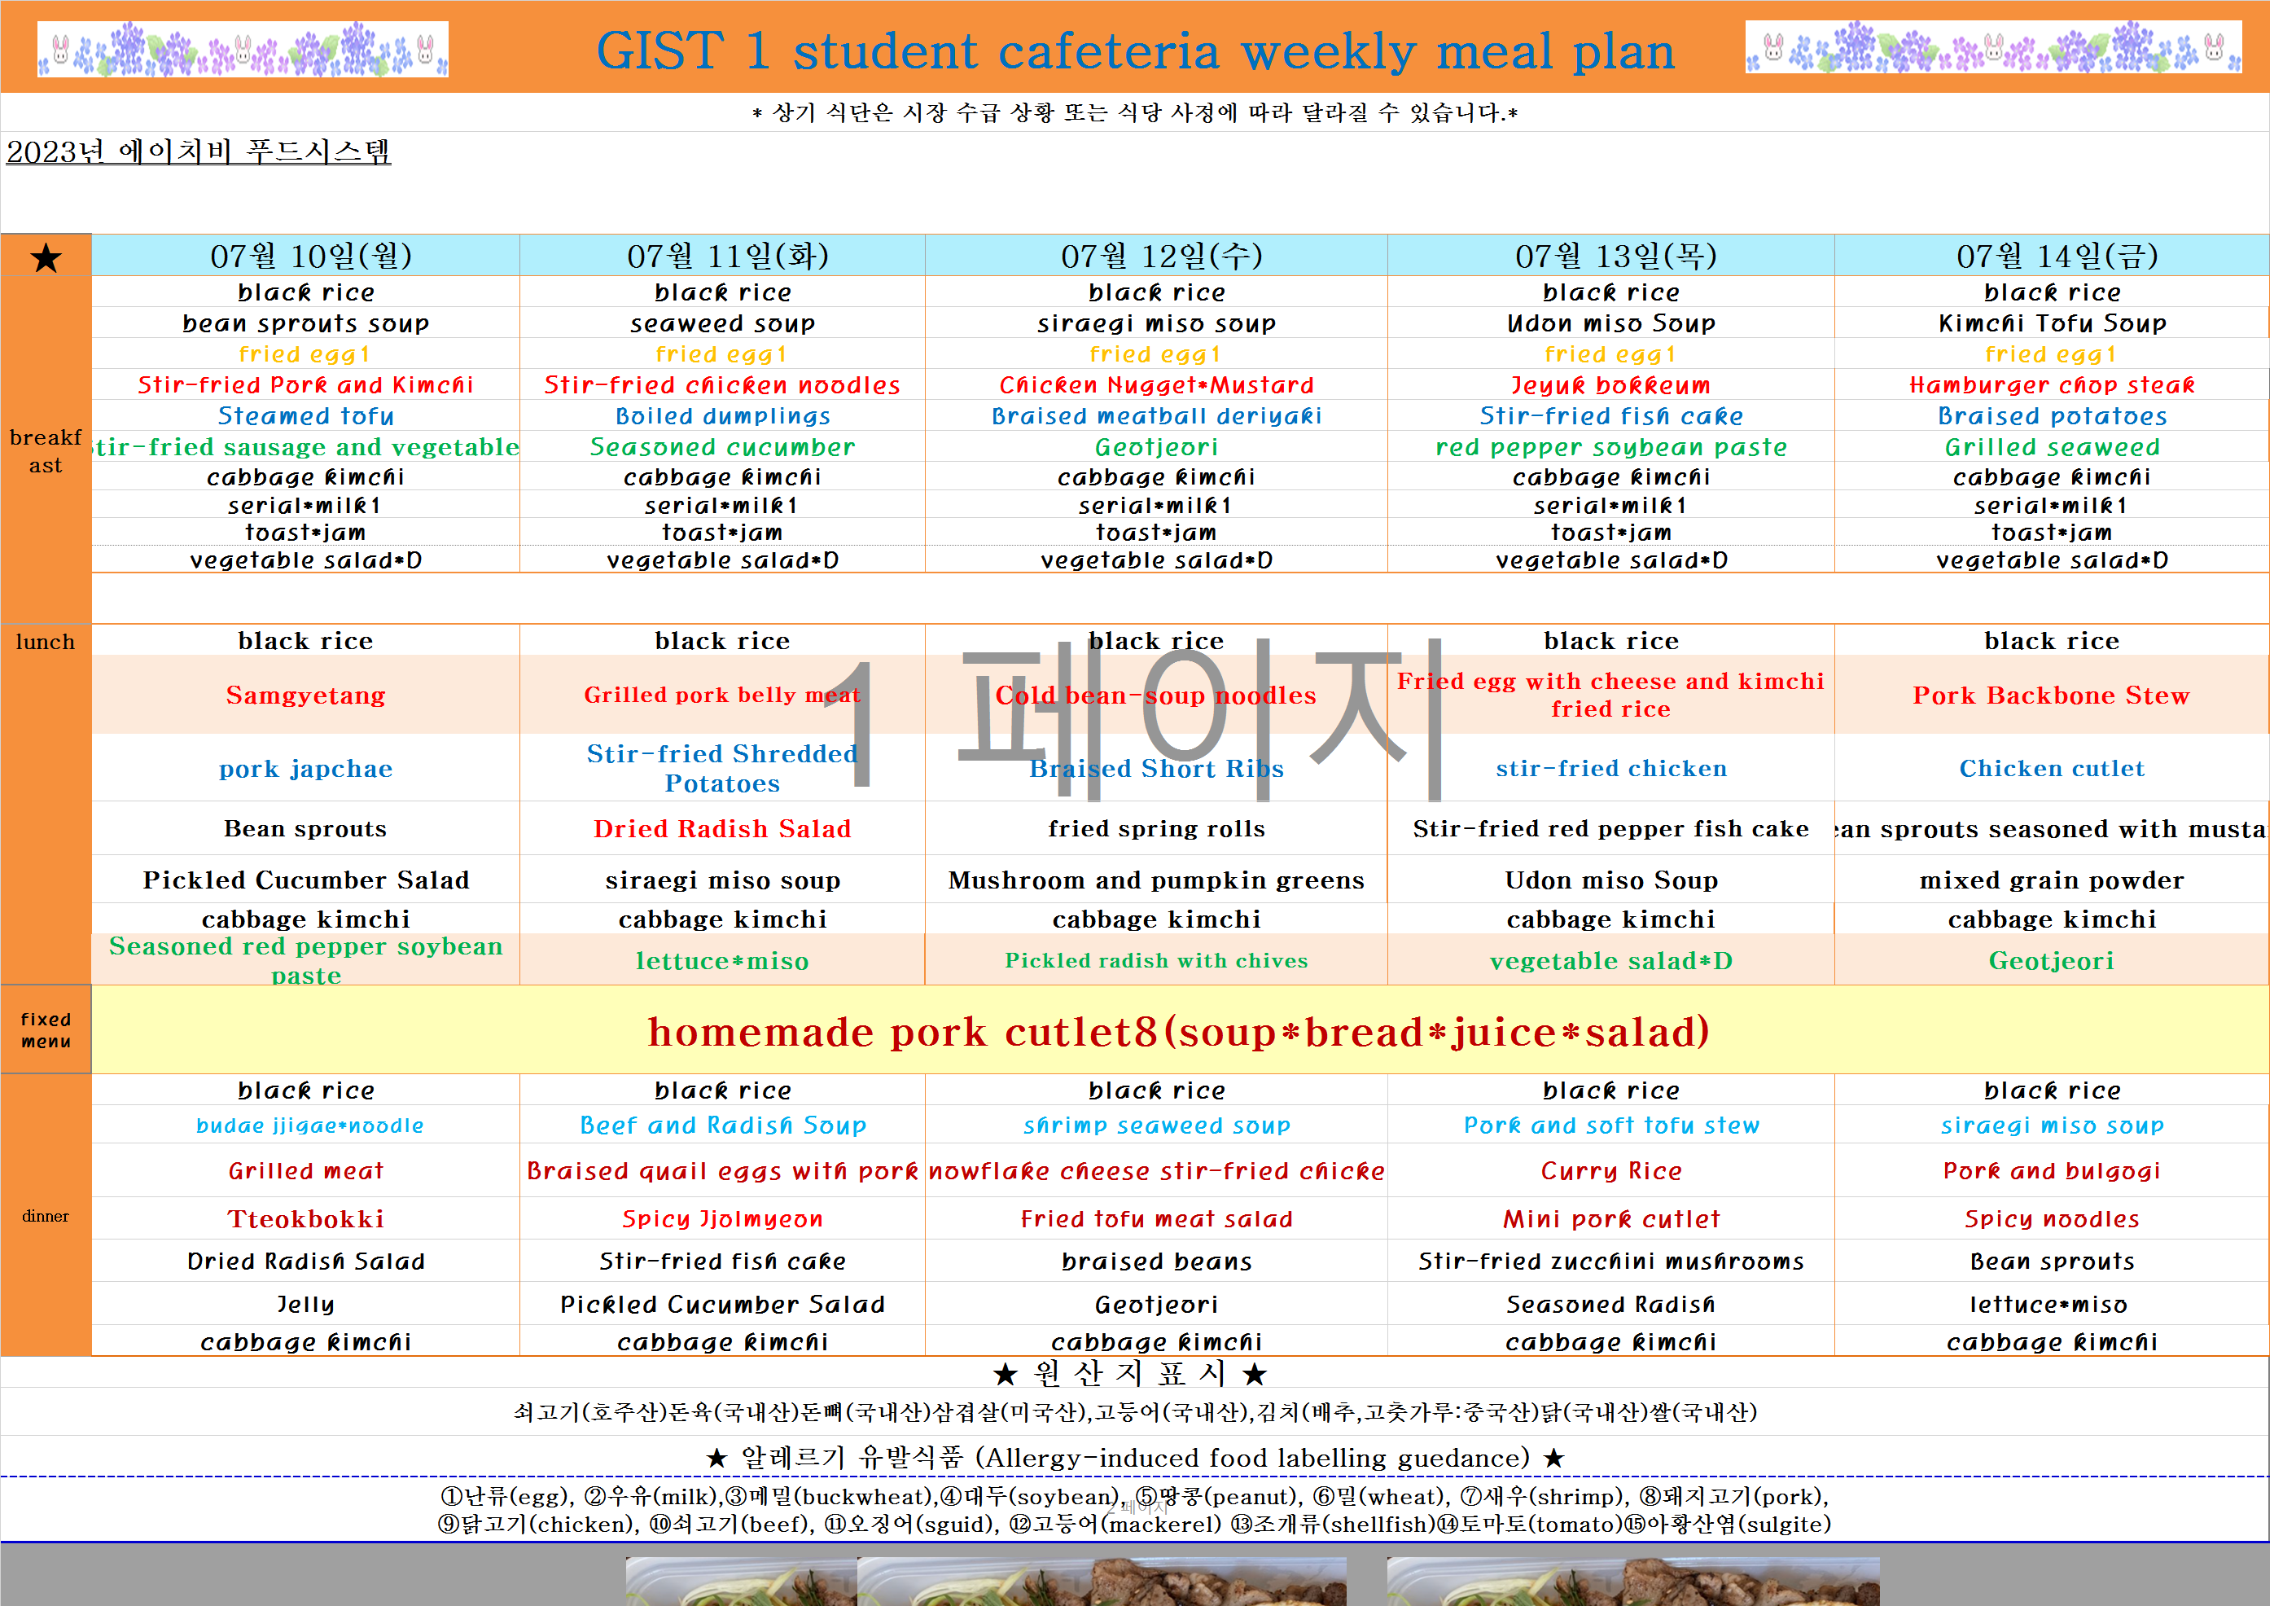 GIST 1 student cafeteria weekly meal plan
* 상기 식단은 시장 수급 상황 또는 식당 사정에 따라 달라질 수 있습니다.*
2023년 에이치비 푸드시스템
★ 07월 10일(월) 07월 11일(화) 07월 12일(수) 07월 13일(목) 07월 14일(금)
breakfast
black rice black rice black rice black rice black rice
bean sprouts soup seaweed soup siraegi miso soup Udon miso Soup Kimchi Tofu Soup
fried egg1 fried egg1 fried egg1 fried egg1 fried egg1
Stir-fried Pork and Kimchi Stir-fried chicken noodles Chicken Nugget*Mustard Jeyuk bokkeum Hamburger chop steak
Steamed tofu Boiled dumplings Braised meatball deriyaki Stir-fried fish cake Braised potatoes
tir-fried sausage and vegetable Seasoned cucumber Geotjeori red pepper soybean paste Grilled seaweed
cabbage kimchi cabbage kimchi cabbage kimchi cabbage kimchi cabbage kimchi
serial*milk1 serial*milk1 serial*milk1 serial*milk1 serial*milk1
toast*jam toast*jam toast*jam toast*jam toast*jam
vegetable salad*D vegetable salad*D vegetable salad*D vegetable salad*D vegetable salad*D
lunch
black rice black rice black rice black rice black rice
1 페이지
Samgyetang Grilled pork belly meat Cold bean-soup noodles Fried egg with cheese and kimchi fried rice Pork Backbone Stew
pork japchae Stir-fried Shredded Potatoes Braised Short Ribs stir-fried chicken Chicken cutlet
Bean sprouts Dried Radish Salad fried spring rolls Stir-fried red pepper fish cake an sprouts seasoned with musta
Pickled Cucumber Salad siraegi miso soup Mushroom and pumpkin greens Udon miso Soup mixed grain powder
cabbage kimchi cabbage kimchi cabbage kimchi cabbage kimchi cabbage kimchi
Seasoned red pepper soybean paste lettuce*miso Pickled radish with chives vegetable salad*D Geotjeori
fixed menu
homemade pork cutlet8(soup*bread*juice*salad)
dinner
black rice black rice black rice black rice black rice
budae jjigae*noodle Beef and Radish Soup shrimp seaweed soup Pork and soft tofu stew siraegi miso soup
Grilled meat Braised quail eggs with pork nowflake cheese stir-fried chicke Curry Rice Pork and bulgogi
Tteokbokki Spicy Jjolmyeon Fried tofu meat salad Mini pork cutlet Spicy noodles
Dried Radish Salad Stir-fried fish cake braised beans Stir-fried zucchini mushrooms Bean sprouts
Jelly Pickled Cucumber Salad Geotjeori Seasoned Radish lettuce*miso
cabbage kimchi cabbage kimchi cabbage kimchi cabbage kimchi cabbage kimchi
★ 원 산 지 표 시 ★
쇠고기(호주산)돈육(국내산)돈뼈(국내산)삼겹살(미국산),고등어(국내산),김치(배추,고춧가루:중국산)닭(국내산)쌀(국내산)
★ 알레르기 유발식품 (Allergy-induced food labelling guedance) ★
①난류(egg), ②우유(milk),③메밀(buckwheat),④대두(soybean), ⑤땅콩(peanut), ⑥밀(wheat), ⑦새우(shrimp), ⑧돼지고기(pork),
2 페이지
⑨닭고기(chicken), ⑩쇠고기(beef), ⑪오징어(sguid), ⑫고등어(mackerel) ⑬조개류(shellfish)⑭토마토(tomato)⑮아황산염(sulgite)